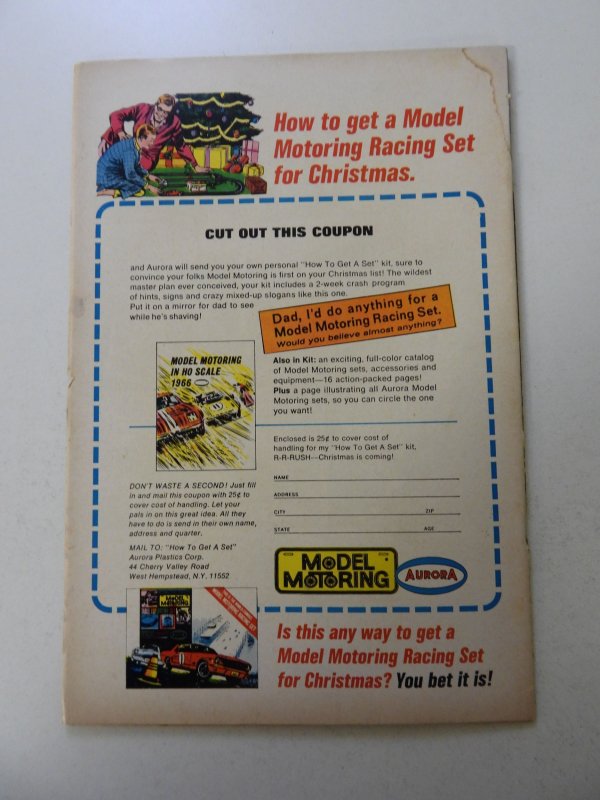 How to get a Model
Motoring Racing Set
for Christmas.
CUT OUT THIS COUPON
and Aurora will send you your own personal "How To Get A Set" kit, sure to
convince your folks Model Motoring is first on your Christmas list! The wildest
master plan ever conceived, your kit includes a 2-week crash program
of hints, signs and crazy mixed-up slogans like this one.
Put it on a mirror for dad to see
while he's shaving!
Dad, I'd do anything for a
Model Motoring Racing Set.
Would you believe almost anything?
MODEL MOTORING
IN HO SCALE
1966
Also in Kit: an exciting, full-color catalog
of Model Motoring sets, accessories and
equipment—16 action-packed pages!
Plus a page illustrating all Aurora Model
Motoring sets, so you can circle the one
you want!
Enclosed is 25¢ to cover cost of
handling for my "How To Get A Set" kit,
R-R-RUSH--Christmas is coming!
NAME
ADDRESS
CITY ZIP
STATE AGE
DON'T WASTE A SECOND! Just fill
in and mail this coupon with 25¢ to
cover cost of handling. Let your
pals in on this great idea. All they
have to do is send in their own name,
address and quarter.
MAIL TO: "How To Get A Set"
Aurora Plastics Corp.
44 Cherry Valley Road
West Hempstead, N.Y. 11552
MODEL
MOTORING
AURORA
MODEL
MOTORING
Is this any way to get a
Model Motoring Racing Set
for Christmas? You bet it is!